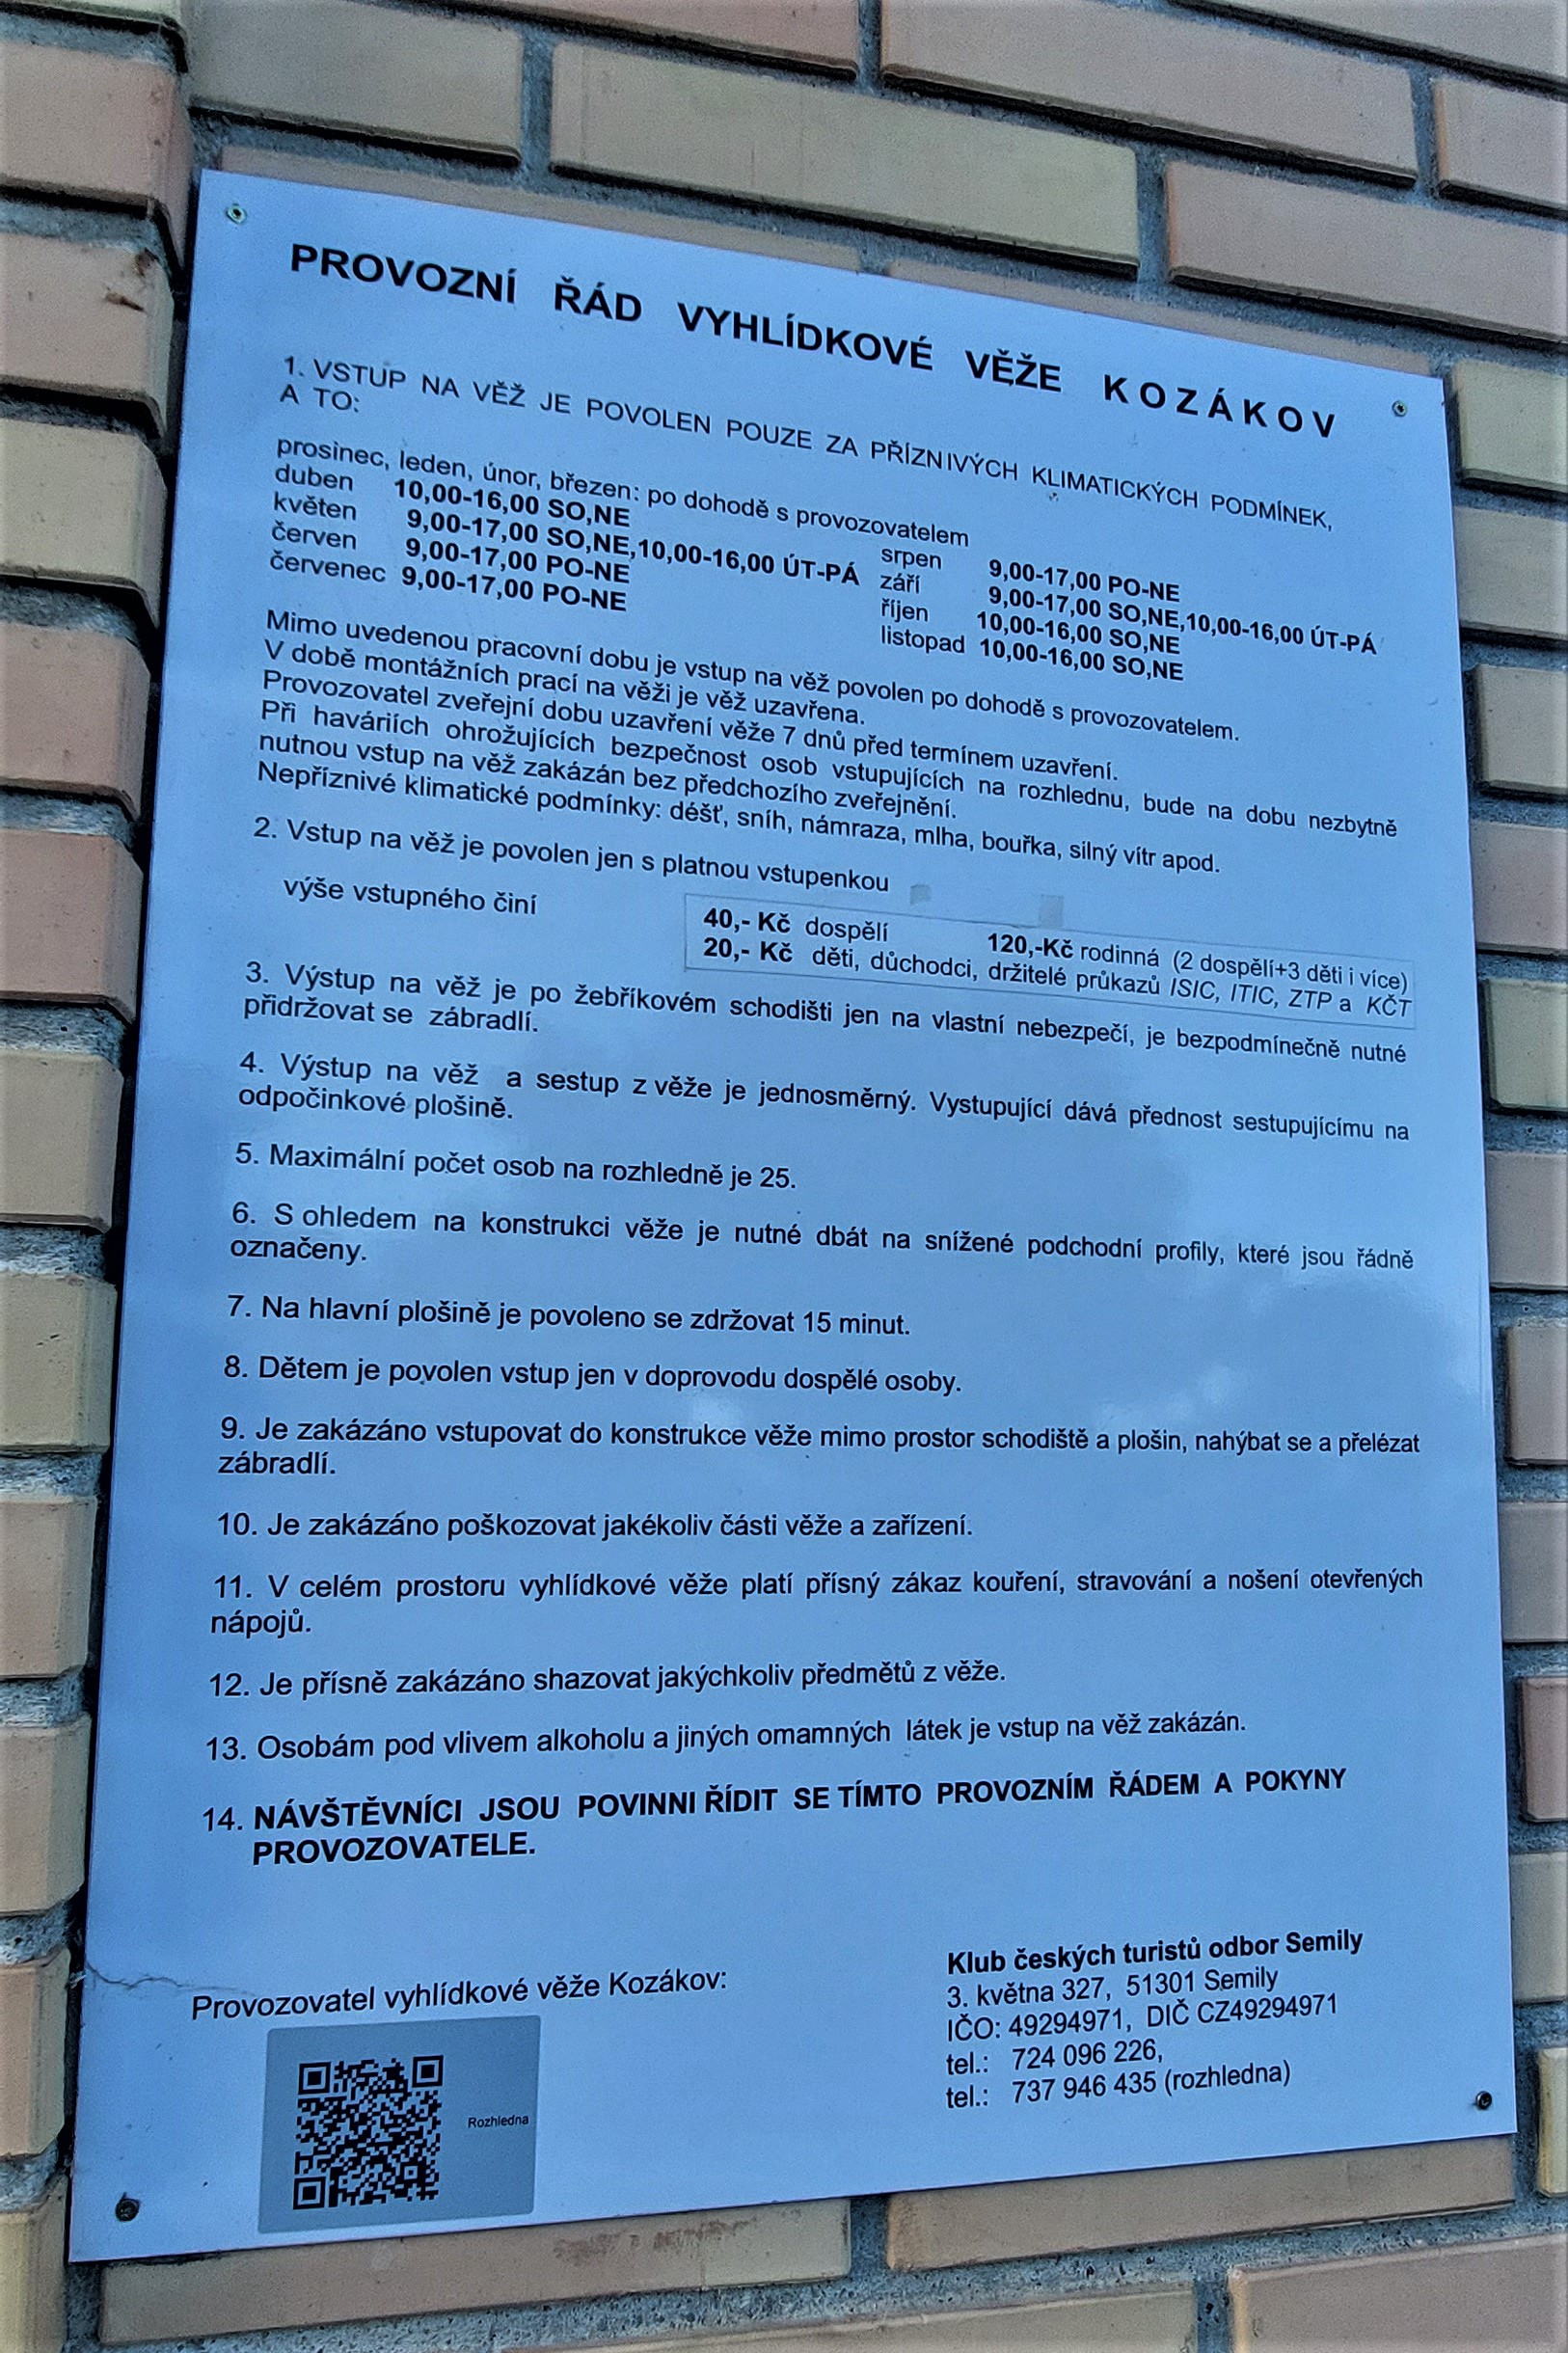 PROVOZNÍ ŘÁD VYHLÍDKOVÉ VĚŽE K O Z Á K O V
1. VSTUP NA VĚŽ JE POVOLEN POUZE ZA PŘÍZNIVÝCH KLIMATICKÝCH PODMÍNEK,
A TO:
prosinec, leden, únor, březen: po dohodě s provozovatelem
duben 10,00-16,00 SO,NE
květen 9,00-17,00 SO,NE,10,00-16,00 ÚT-PÁ
červen 9,00-17,00 PO-NE
červenec 9,00-17,00 PO-NE
srpen 9,00-17,00 PO-NE
září 9,00-17,00 SO,NE,10,00-16,00 ÚT-PÁ
říjen 10,00-16,00 SO,NE
listopad 10,00-16,00 SO,NE
Mimo uvedenou pracovní dobu je vstup na věž povolen po dohodě s provozovatelem.
V době montážních prací na věži je věž uzavřena.
Provozovatel zveřejní dobu uzavření věže 7 dnů před termínem uzavření.
Při haváriích ohrožujících bezpečnost osob vstupujících na rozhlednu, bude na dobu nezbytně
nutnou vstup na věž zakázán bez předchozího zveřejnění.
Nepříznivé klimatické podmínky: déšť, sníh, námraza, mlha, bouřka, silný vítr apod.
2. Vstup na věž je povolen jen s platnou vstupenkou
výše vstupného činí
40,- Kč dospělí 120,-Kč rodinná (2 dospělí+3 děti i více)
20,- Kč děti, důchodci, držitelé průkazů ISIC, ITIC, ZTP a KČT
3. Výstup na věž je po žebříkovém schodišti jen na vlastní nebezpečí, je bezpodmínečně nutné
přidržovat se zábradlí.
4. Výstup na věž a sestup z věže je jednosměrný. Vystupující dává přednost sestupujícímu na
odpočinkové plošině.
5. Maximální počet osob na rozhledně je 25.
6. S ohledem na konstrukci věže je nutné dbát na snížené podchodní profily, které jsou řádně
označeny.
7. Na hlavní plošině je povoleno se zdržovat 15 minut.
8. Dětem je povolen vstup jen v doprovodu dospělé osoby.
9. Je zakázáno vstupovat do konstrukce věže mimo prostor schodiště a plošin, nahýbat se a přelézat
zábradlí.
10. Je zakázáno poškozovat jakékoliv části věže a zařízení.
11. V celém prostoru vyhlídkové věže platí přísný zákaz kouření, stravování a nošení otevřených
nápojů.
12. Je přísně zakázáno shazovat jakýchkoliv předmětů z věže.
13. Osobám pod vlivem alkoholu a jiných omamných látek je vstup na věž zakázán.
14. NÁVŠTĚVNÍCI JSOU POVINNI ŘÍDIT SE TÍMTO PROVOZNÍM ŘÁDEM A POKYNY
PROVOZOVATELE.
Provozovatel vyhlídkové věže Kozákov:
Klub českých turistů odbor Semily
3. května 327, 51301 Semily
IČO: 49294971, DIČ CZ49294971
tel.: 724 096 226,
tel.: 737 946 435 (rozhledna)
Rozhledna